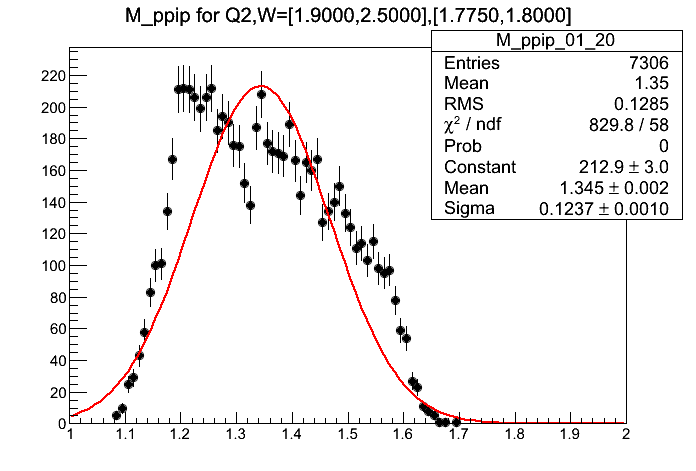 M_ppip for Q2,W=[1.9000,2.5000],[1.7750,1.8000]
M_ppip_01_20
Entries 7306
Mean 1.35
RMS 0.1285
χ² / ndf 829.8 / 58
Prob 0
Constant 212.9 ± 3.0
Mean 1.345 ± 0.002
Sigma 0.1237 ± 0.0010
220
200
180
160
140
120
100
80
60
40
20
0
1 1.1 1.2 1.3 1.4 1.5 1.6 1.7 1.8 1.9 2